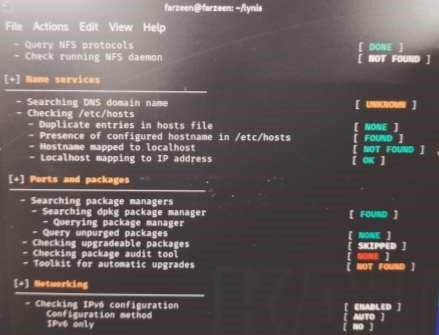 farzeen@farzeen: ~/lynis
File Actions Edit View Help
- Query NFS protocols [ DONE ]
- Check running NFS daemon [ NOT FOUND ]
[+] Name services
- Searching DNS domain name [ UNKNOWN ]
- Checking /etc/hosts
- Duplicate entries in hosts file [ NONE ]
- Presence of configured hostname in /etc/hosts [ FOUND ]
- Hostname mapped to localhost [ NOT FOUND ]
- Localhost mapping to IP address [ OK ]
[+] Ports and packages
- Searching package managers
- Searching dpkg package manager [ FOUND ]
- Querying package manager
- Query unpurged packages [ NONE ]
- Checking upgradeable packages [ SKIPPED ]
- Checking package audit tool [ NONE ]
- Toolkit for automatic upgrades [ NOT FOUND ]
[+] Networking
- Checking IPv6 configuration [ ENABLED ]
Configuration method [ AUTO ]
IPv6 only [ NO ]